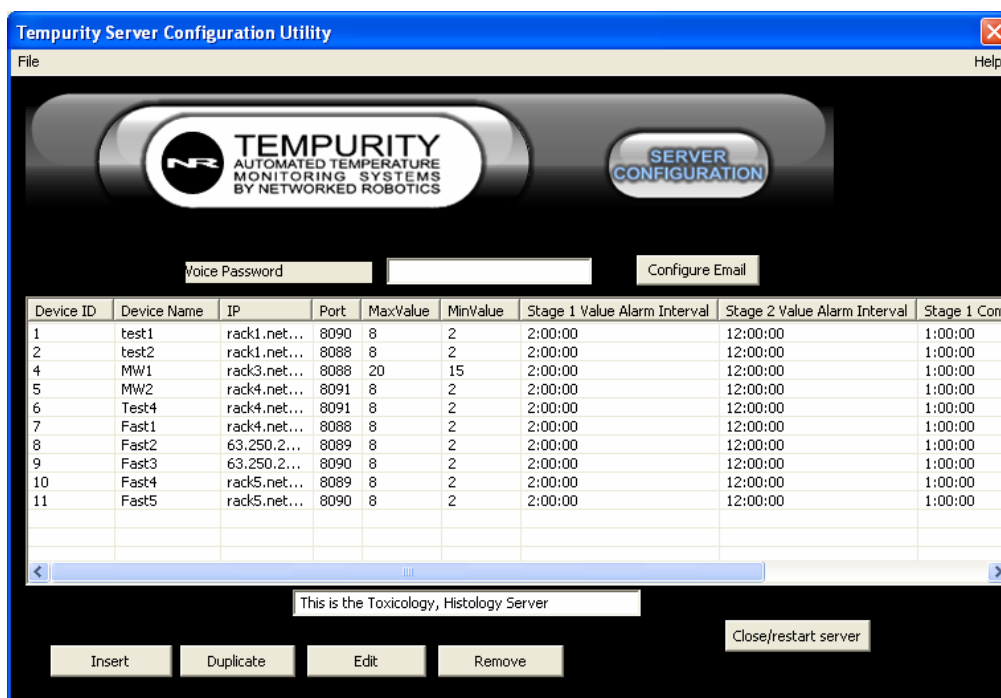 Tempurity Server Configuration Utility
File Help
NR
TEMPURITY
AUTOMATED TEMPERATURE
MONITORING SYSTEMS
BY NETWORKED ROBOTICS
SERVER
CONFIGURATION
Voice Password Configure Email
Device ID Device Name IP Port MaxValue MinValue Stage 1 Value Alarm Interval Stage 2 Value Alarm Interval Stage 1 Com
1 test1 rack1.net... 8090 8 2 2:00:00 12:00:00 1:00:00
2 test2 rack1.net... 8088 8 2 2:00:00 12:00:00 1:00:00
4 MW1 rack3.net... 8088 20 15 2:00:00 12:00:00 1:00:00
5 MW2 rack4.net... 8091 8 2 2:00:00 12:00:00 1:00:00
6 Test4 rack4.net... 8091 8 2 2:00:00 12:00:00 1:00:00
7 Fast1 rack4.net... 8088 8 2 2:00:00 12:00:00 1:00:00
8 Fast2 63.250.2... 8089 8 2 2:00:00 12:00:00 1:00:00
9 Fast3 63.250.2... 8090 8 2 2:00:00 12:00:00 1:00:00
10 Fast4 rack5.net... 8089 8 2 2:00:00 12:00:00 1:00:00
11 Fast5 rack5.net... 8090 8 2 2:00:00 12:00:00 1:00:00
This is the Toxicology, Histology Server
Close/restart server
Insert Duplicate Edit Remove